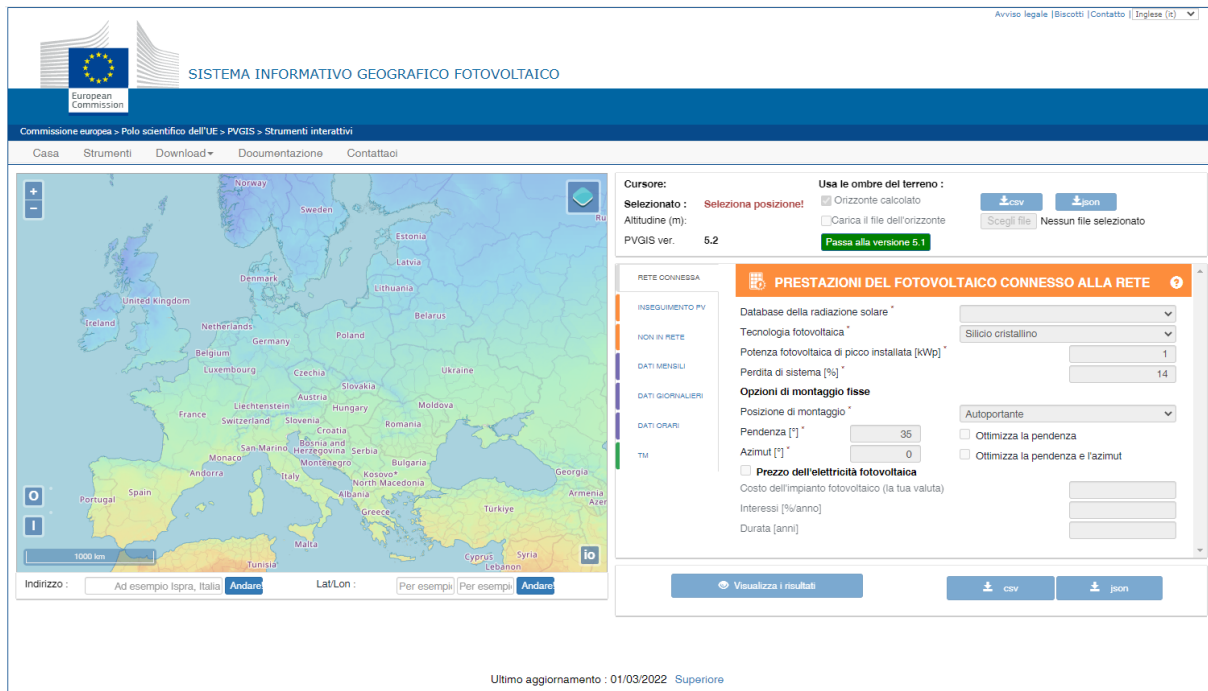 Avviso legale |Biscotti |Contatto | Inglese (it)
European
Commission
SISTEMA INFORMATIVO GEOGRAFICO FOTOVOLTAICO
Commissione europea > Polo scientifico dell'UE > PVGIS > Strumenti interattivi
Casa Strumenti Download Documentazione Contattaci
+
−
Norway
Sweden
Ru
Estonia
Latvia
Denmark
Lithuania
United Kingdom
Belarus
Ireland
Netherlands
Poland
Germany
Belgium
Luxembourg
Czechia
Ukraine
Slovakia
Austria
Liechtenstein
Hungary
Moldova
France
Switzerland
Slovenia
Romania
Croatia
San Marino
Bosnia and
Herzegovina
Serbia
Monaco
Montenegro
Bulgaria
Andorra
Italy
Kosovo*
Georgia
North Macedonia
Portugal
Spain
Albania
Armenia
Azer
Greece
Türkiye
Malta
Cyprus
Syria
Tunisia
Lebanon
O
I
1000 km
io
Indirizzo : Ad esempio Ispra, Italia Andare! Lat/Lon : Per esempi Per esempi Andare!
Cursore: Usa le ombre del terreno :
Selezionato : Seleziona posizione! Orizzonte calcolato csv json
Altitudine (m): Carica il file dell'orizzonte Scegli file Nessun file selezionato
PVGIS ver. 5.2 Passa alla versione 5.1
RETE CONNESSA
INSEGUIMENTO PV
NON IN RETE
DATI MENSILI
DATI GIORNALIERI
DATI ORARI
TM
PRESTAZIONI DEL FOTOVOLTAICO CONNESSO ALLA RETE ?
Database della radiazione solare *
Tecnologia fotovoltaica * Silicio cristallino
Potenza fotovoltaica di picco installata [kWp] * 1
Perdita di sistema [%] * 14
Opzioni di montaggio fisse
Posizione di montaggio * Autoportante
Pendenza [°] * 35 Ottimizza la pendenza
Azimut [°] * 0 Ottimizza la pendenza e l'azimut
Prezzo dell'elettricità fotovoltaica
Costo dell'impianto fotovoltaico (la tua valuta)
Interessi [%/anno]
Durata [anni]
Visualizza i risultati csv json
Ultimo aggiornamento : 01/03/2022 Superiore